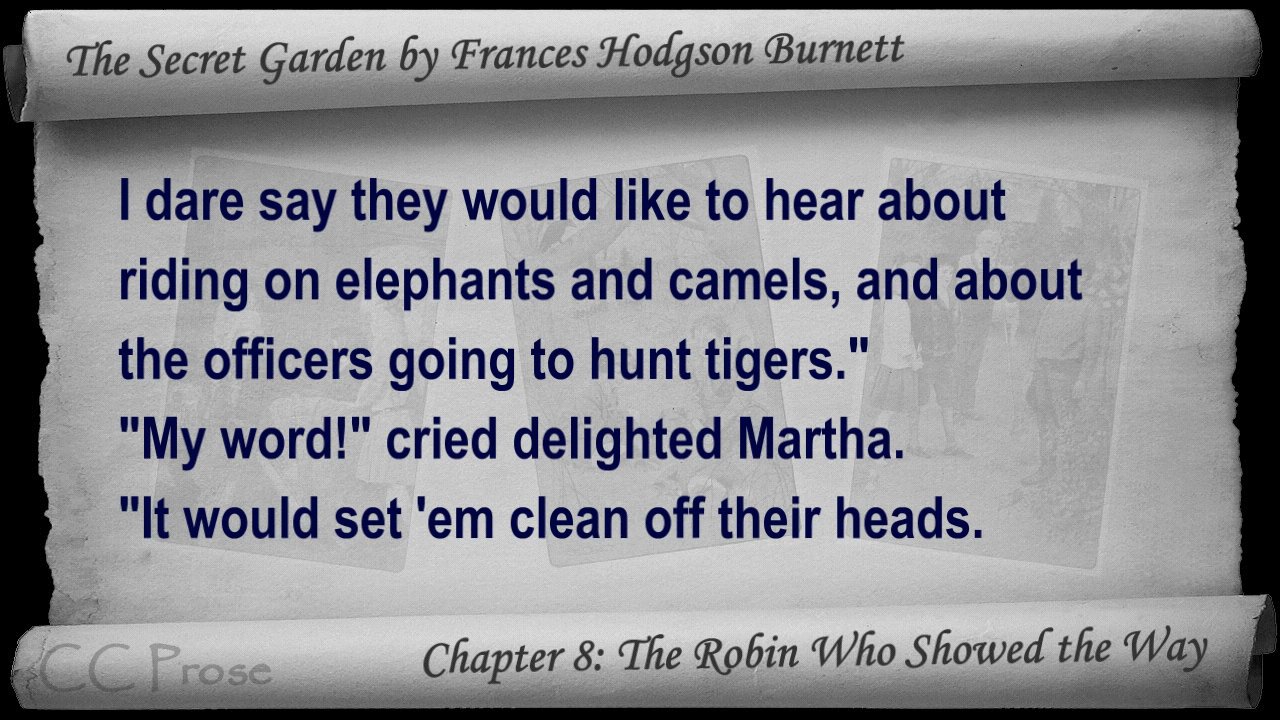 The Secret Garden by Frances Hodgson Burnett
I dare say they would like to hear about
riding on elephants and camels, and about
the officers going to hunt tigers."
"My word!" cried delighted Martha.
"It would set 'em clean off their heads.
CC Prose
Chapter 8: The Robin Who Showed the Way